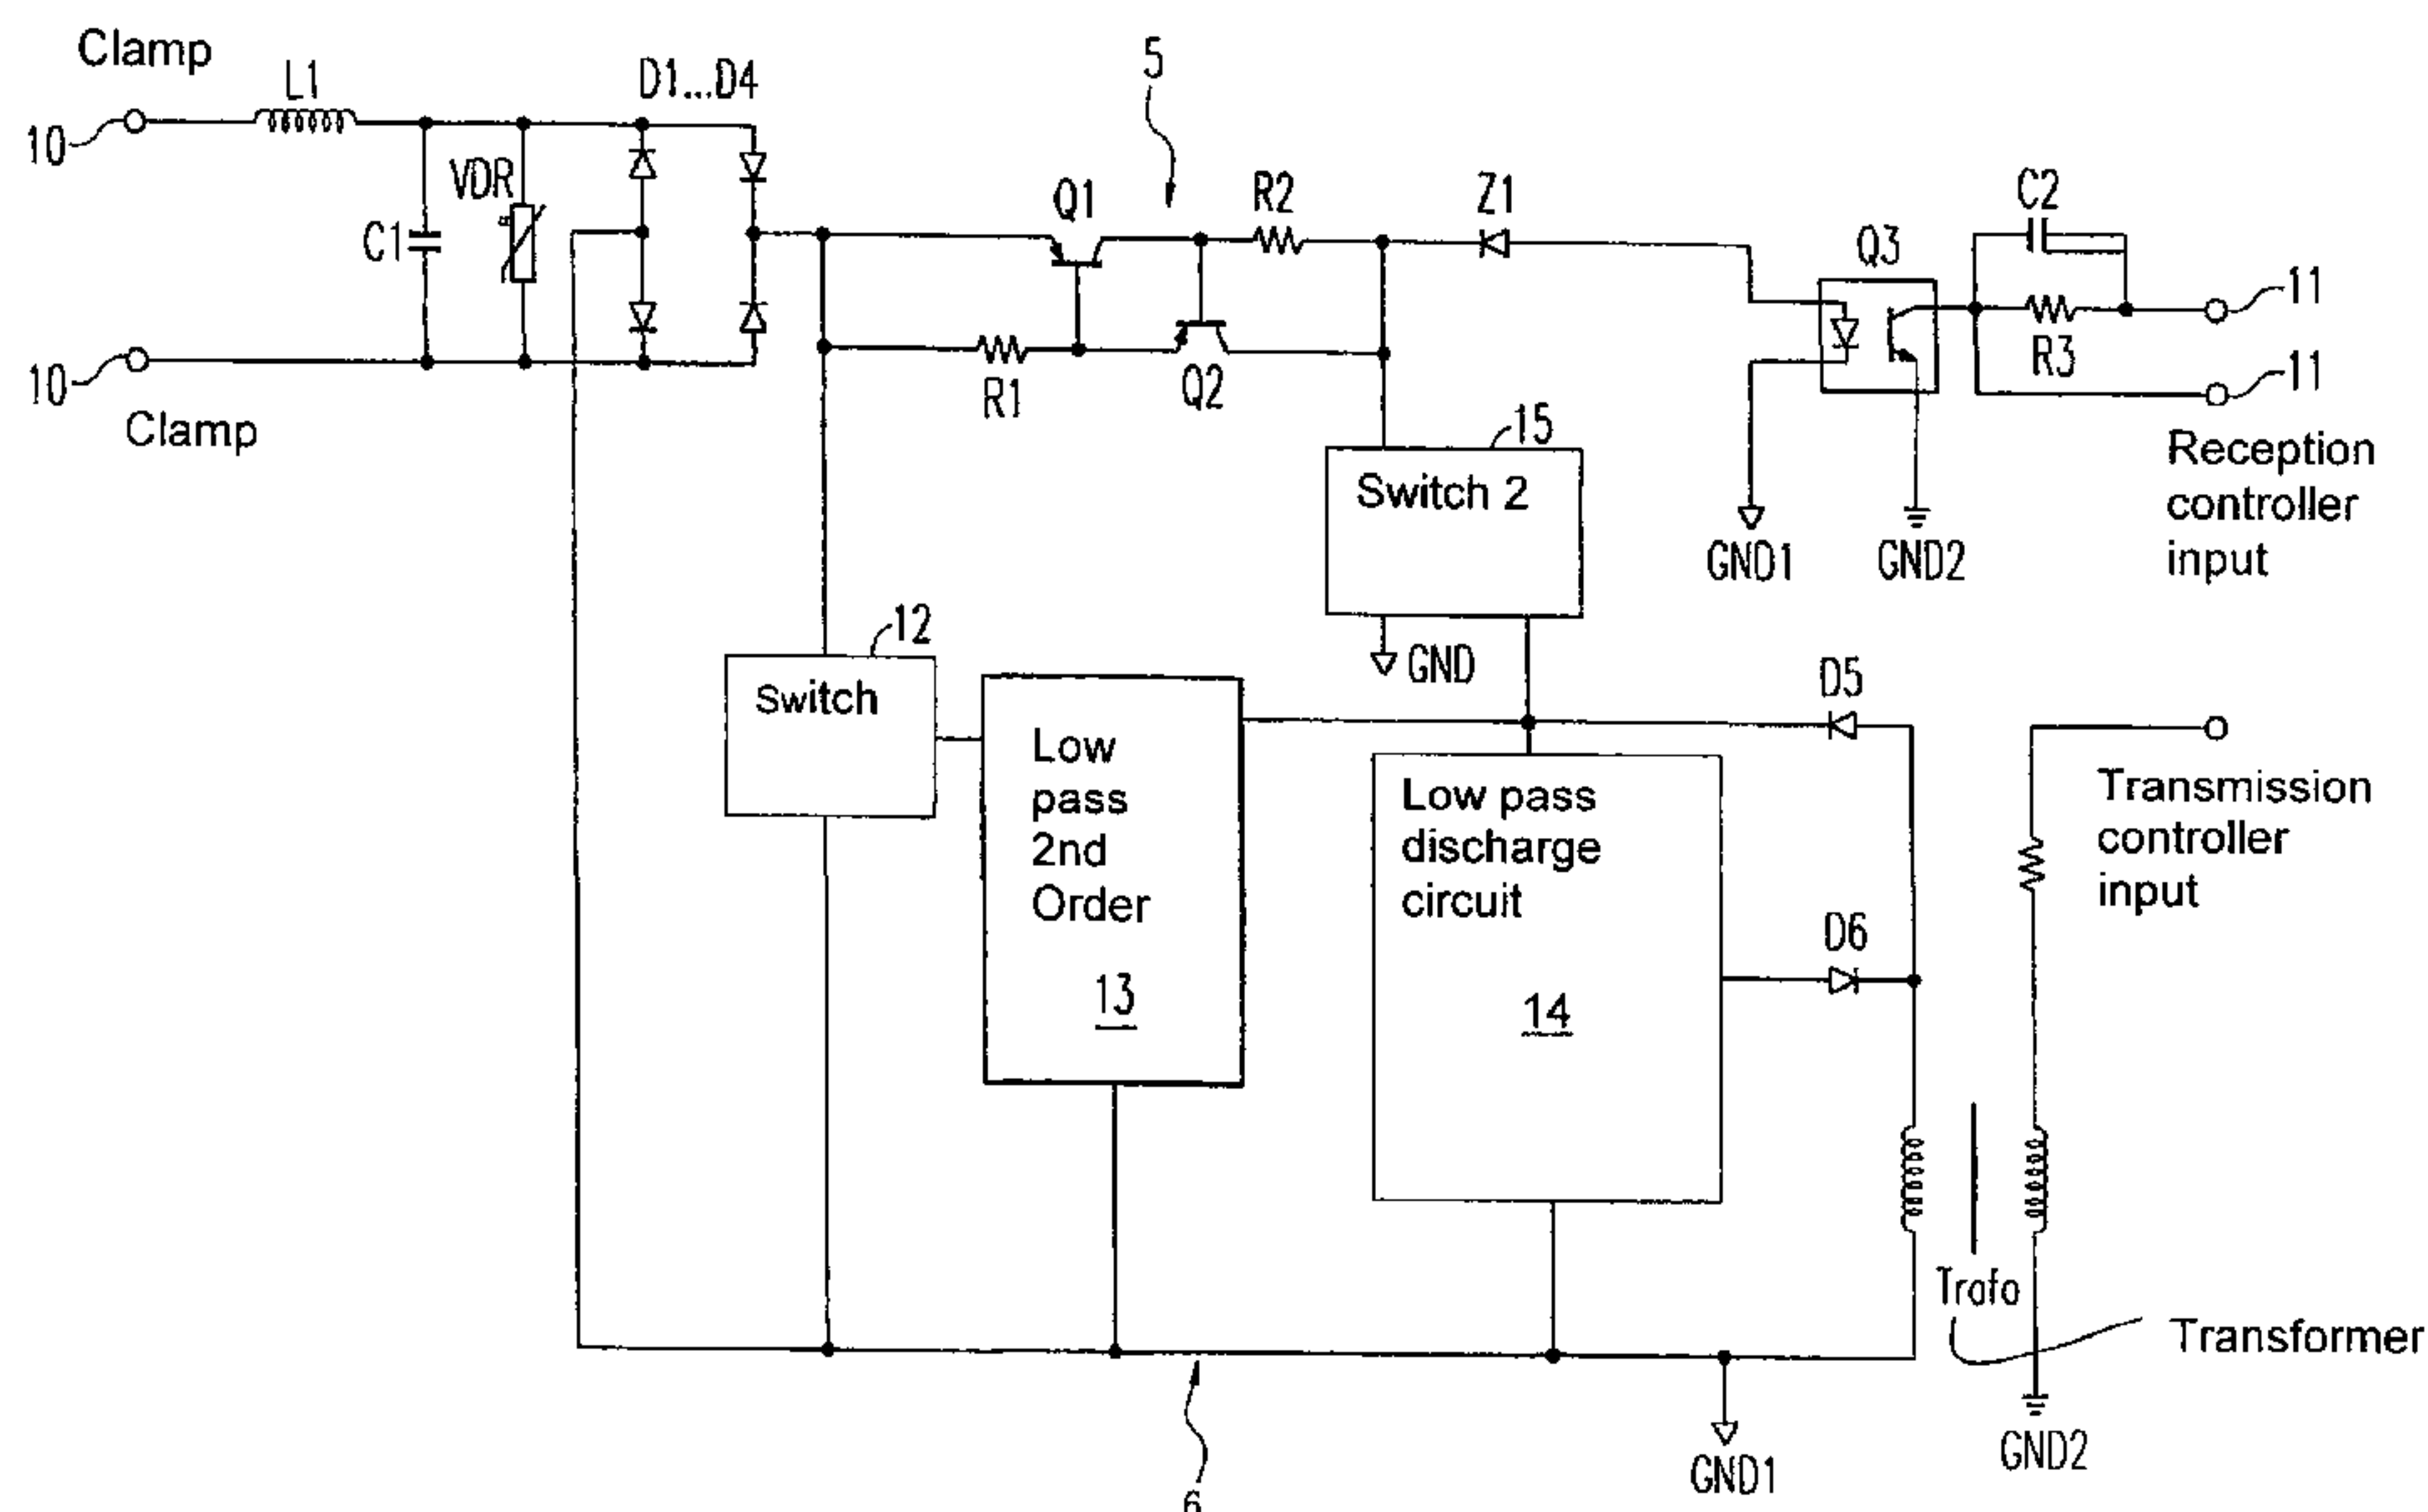 Clamp
L1
D1...D4
5
10
VDR
Q1
R2
Z1
C2
C1
Q3
11
10
R1
Q2
R3
11
Clamp
15
Switch 2
Reception
controller
input
GND1
GND2
12
GND
Switch
D5
Low
pass
2nd
Order
13
Low pass
discharge
circuit
14
Transmission
controller
input
D6
Trafo
Transformer
GND1
GND2
6